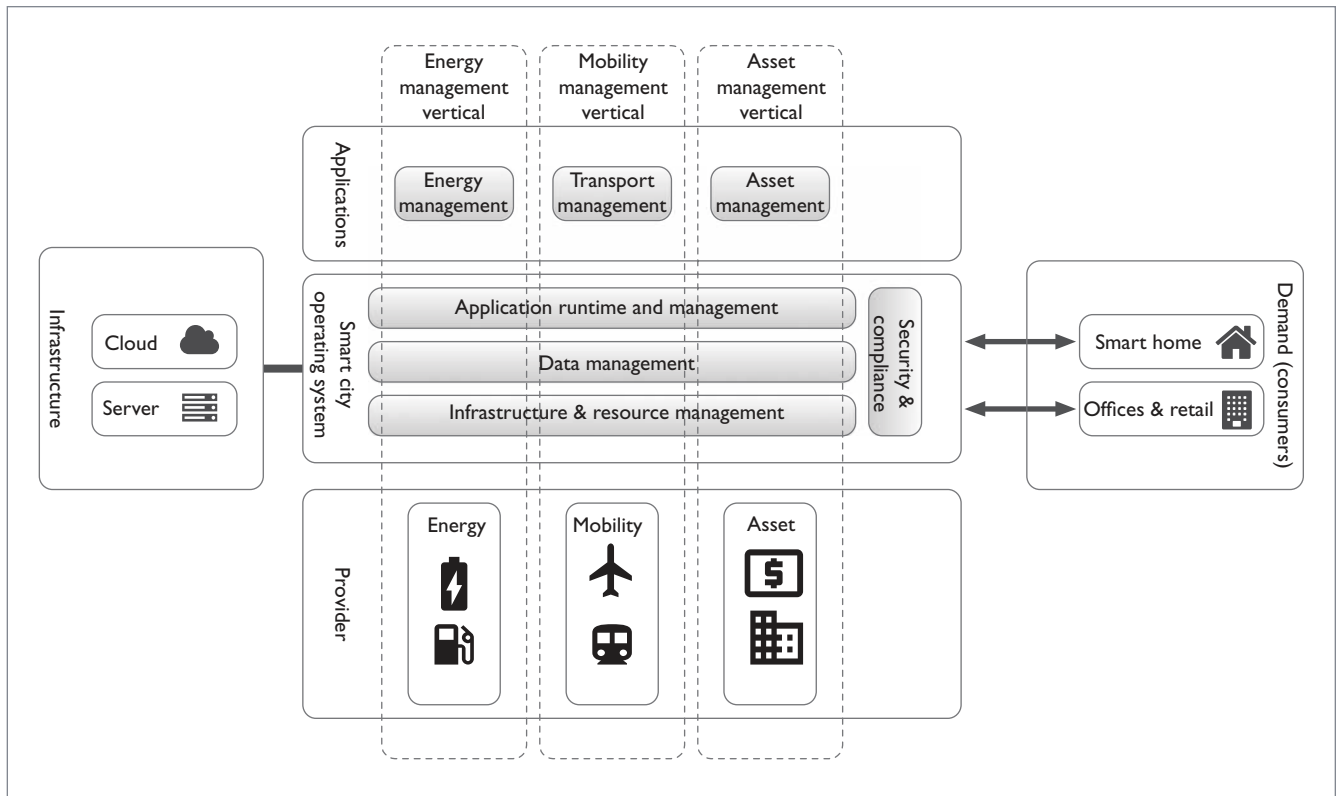 Energy
management
vertical
Mobility
management
vertical
Asset
management
vertical
Applications
Energy
management
Transport
management
Asset
management
Infrastructure
Cloud
Server
Smart city
operating system
Application runtime and management
Data management
Infrastructure & resource management
Security &
compliance
Smart home
Offices & retail
Demand (consumers)
Provider
Energy
Mobility
Asset
$